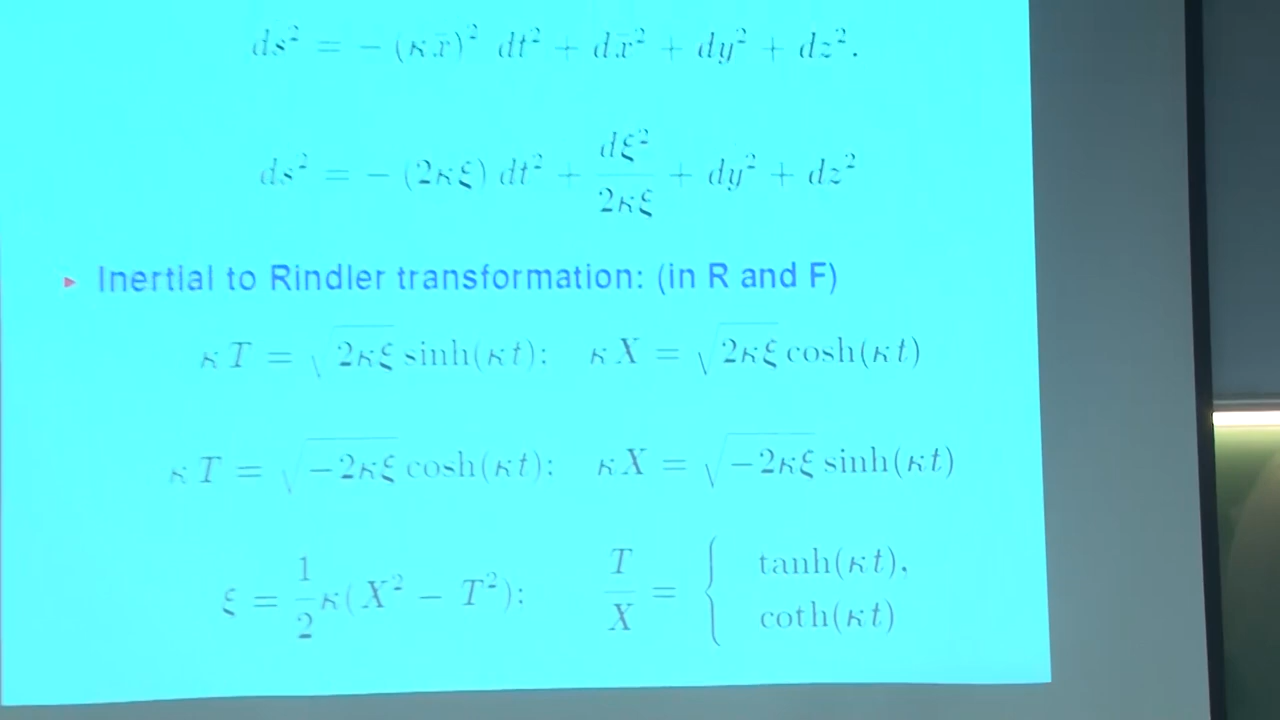 ds² = − (κx̄)² dt² + dx̄² + dy² + dz².
ds² = − (2κξ) dt² + dξ²/2κξ + dy² + dz²
▸ Inertial to Rindler transformation: (in R and F)
κT = √2κξ sinh(κt); κX = √2κξ cosh(κt)
κT = √−2κξ cosh(κt); κX = √−2κξ sinh(κt)
ξ = 1/2 κ(X² − T²); T/X = { tanh(κt),
coth(κt)